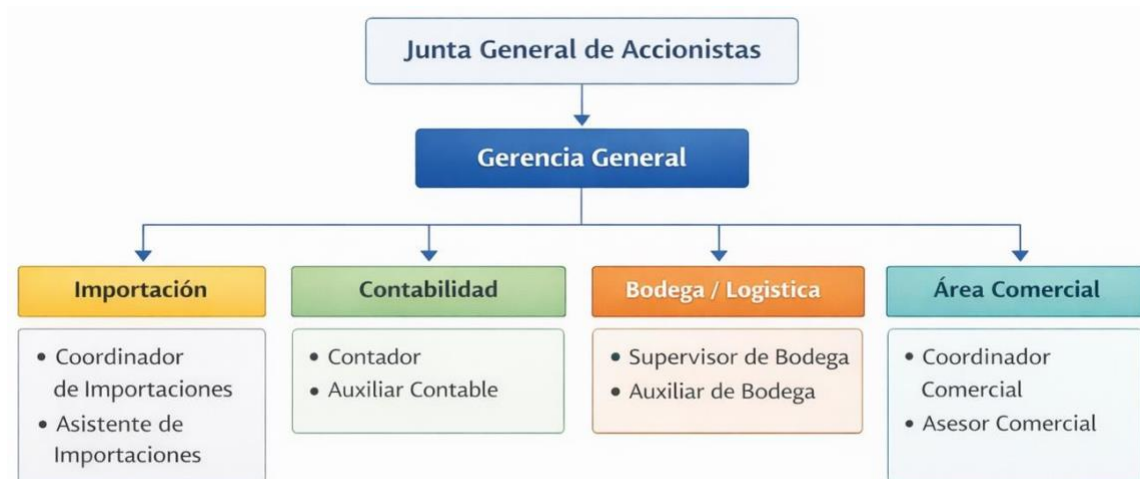 Junta General de Accionistas
Gerencia General
Importación
Contabilidad
Bodega / Logistica
Área Comercial
• Coordinador
de Importaciones
• Asistente de
Importaciones
• Contador
• Auxiliar Contable
• Supervisor de Bodega
• Auxiliar de Bodega
• Coordinador
Comercial
• Asesor Comercial